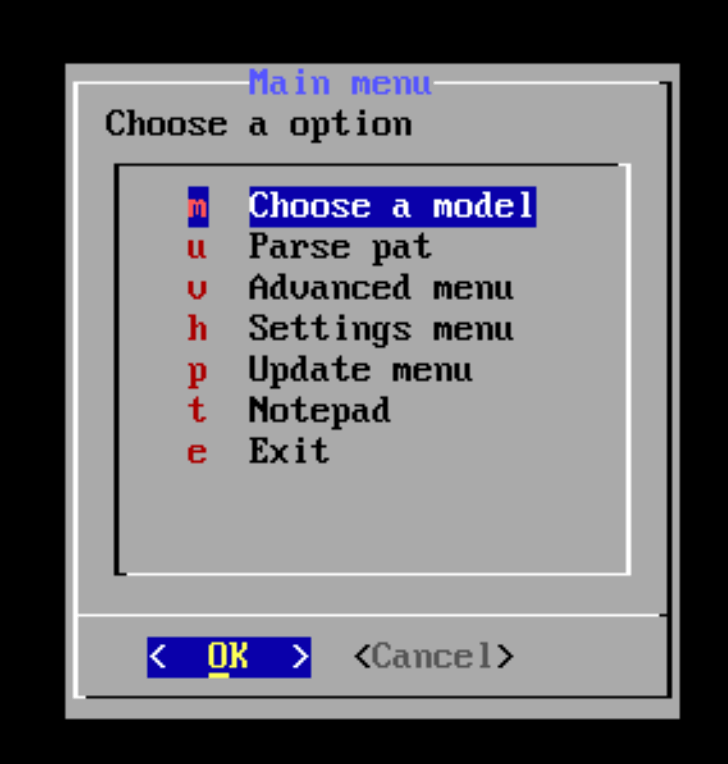 Main menu
Choose a option
m Choose a model
u Parse pat
v Advanced menu
h Settings menu
p Update menu
t Notepad
e Exit
< OK > <Cancel>